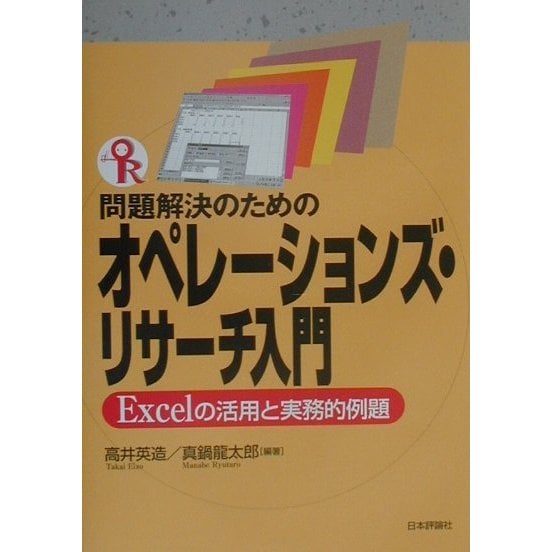 OR
問題解決のための
オペレーションズ・
リサーチ入門
Excelの活用と実務的例題
高井英造/真鍋龍太郎[編著]
Takai Eizo Manabe Ryutaro
日本評論社